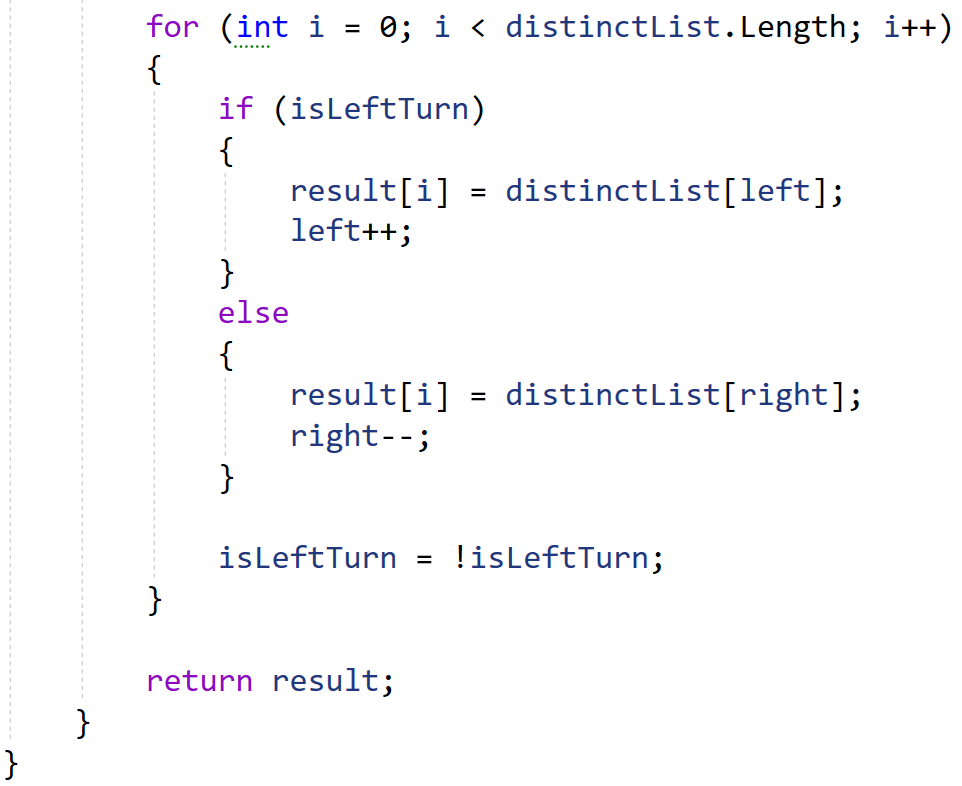 for (int i = 0; i < distinctList.Length; i++)
{
if (isLeftTurn)
{
result[i] = distinctList[left];
left++;
}
else
{
result[i] = distinctList[right];
right--;
}
isLeftTurn = !isLeftTurn;
}
return result;
}
}